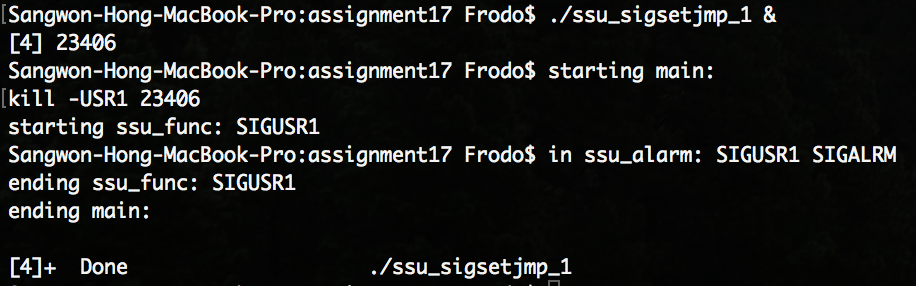 Sangwon-Hong-MacBook-Pro:assignment17 Frodo$ ./ssu_sigsetjmp_1 &
[4] 23406
Sangwon-Hong-MacBook-Pro:assignment17 Frodo$ starting main:
kill -USR1 23406
starting ssu_func: SIGUSR1
Sangwon-Hong-MacBook-Pro:assignment17 Frodo$ in ssu_alarm: SIGUSR1 SIGALRM
ending ssu_func: SIGUSR1
ending main:
[4]+  Done                    ./ssu_sigsetjmp_1